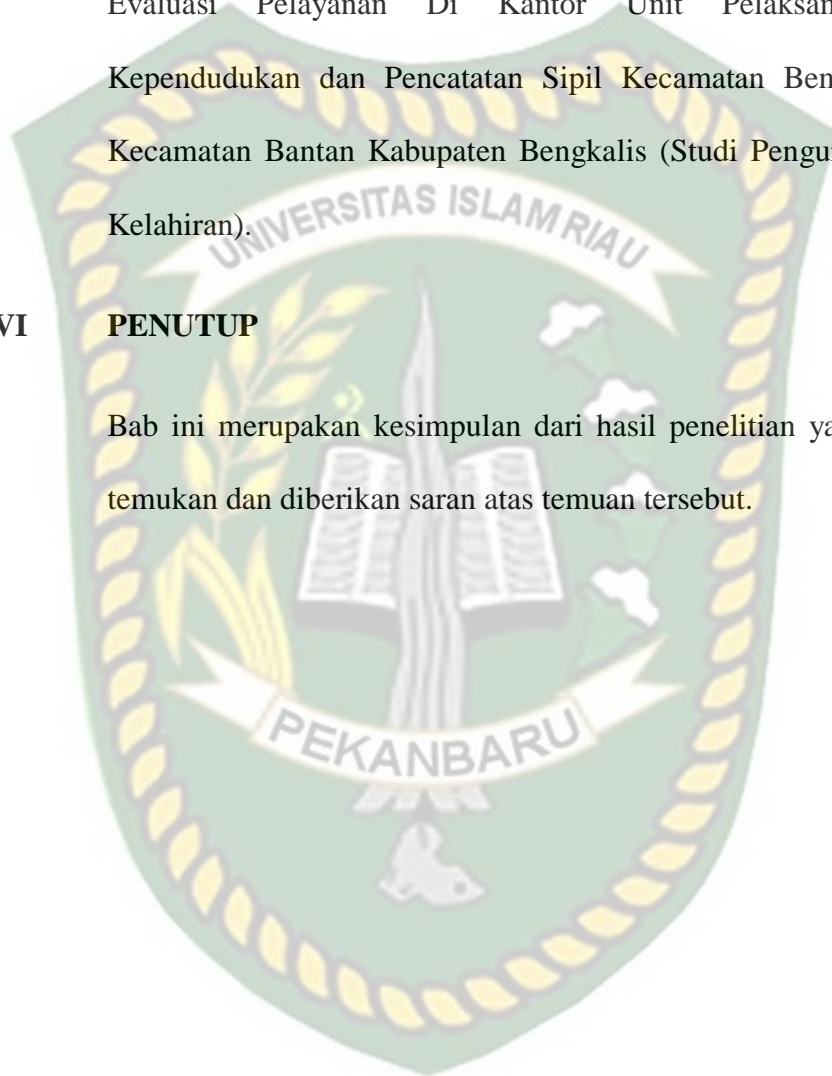 Evaluasi Pelayanan Di Kantor Unit Pelaksan
Kependudukan dan Pencatatan Sipil Kecamatan Ben
Kecamatan Bantan Kabupaten Bengkalis (Studi Pengu
Kelahiran).
UNIVERSITAS ISLAM RIAU
VI PENUTUP
Bab ini merupakan kesimpulan dari hasil penelitian ya
temukan dan diberikan saran atas temuan tersebut.
PEKANBARU